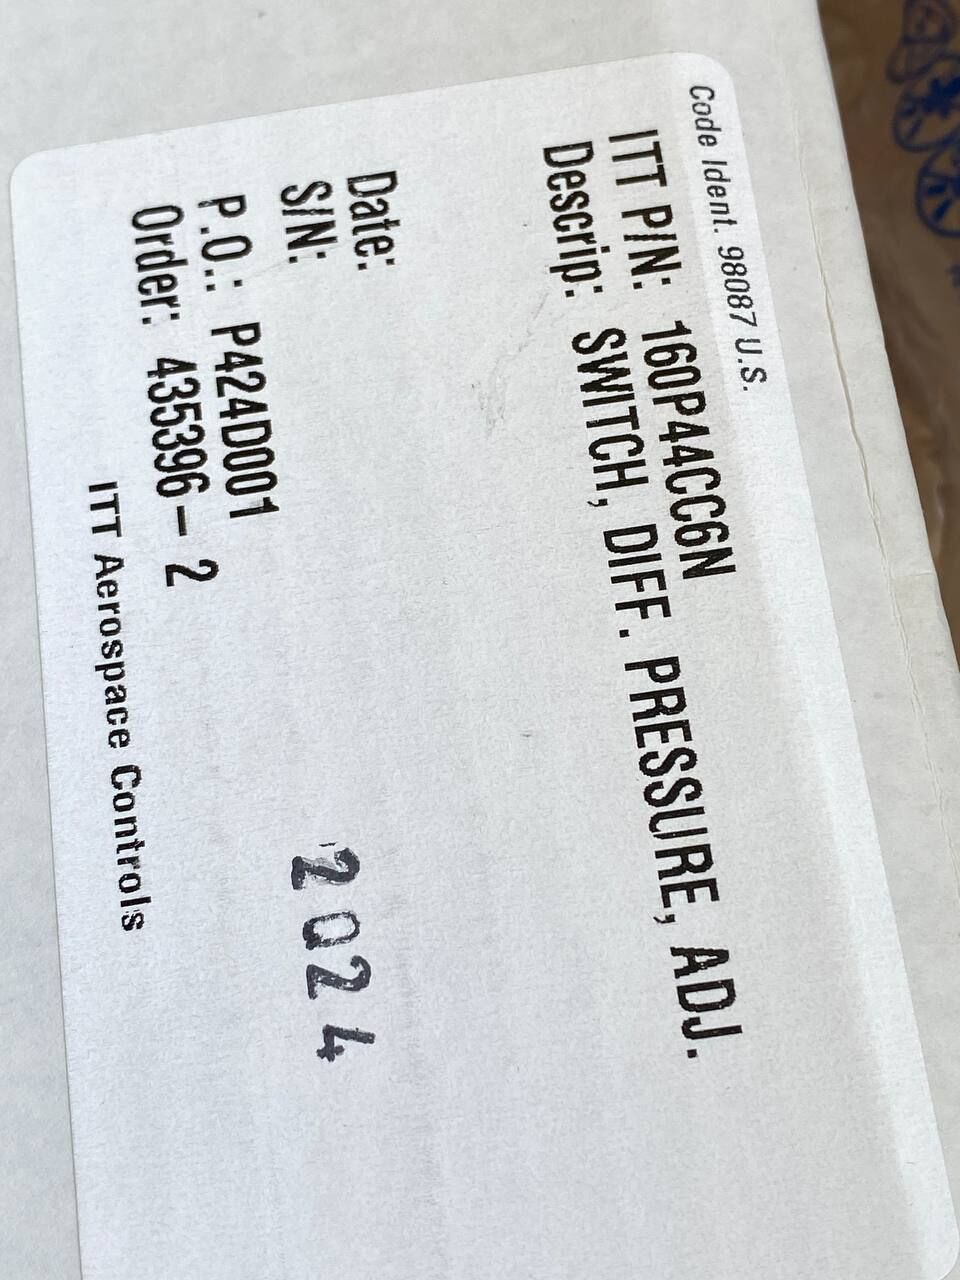 Code Ident. 98087 U.S.
ITT P/N: 160P44CC6N
Descrip: SWITCH, DIFF. PRESSURE, ADJ.
Date:
S/N:
2024
P.O.: P424D001
Order: 435396- 2
ITT Aerospace Controls